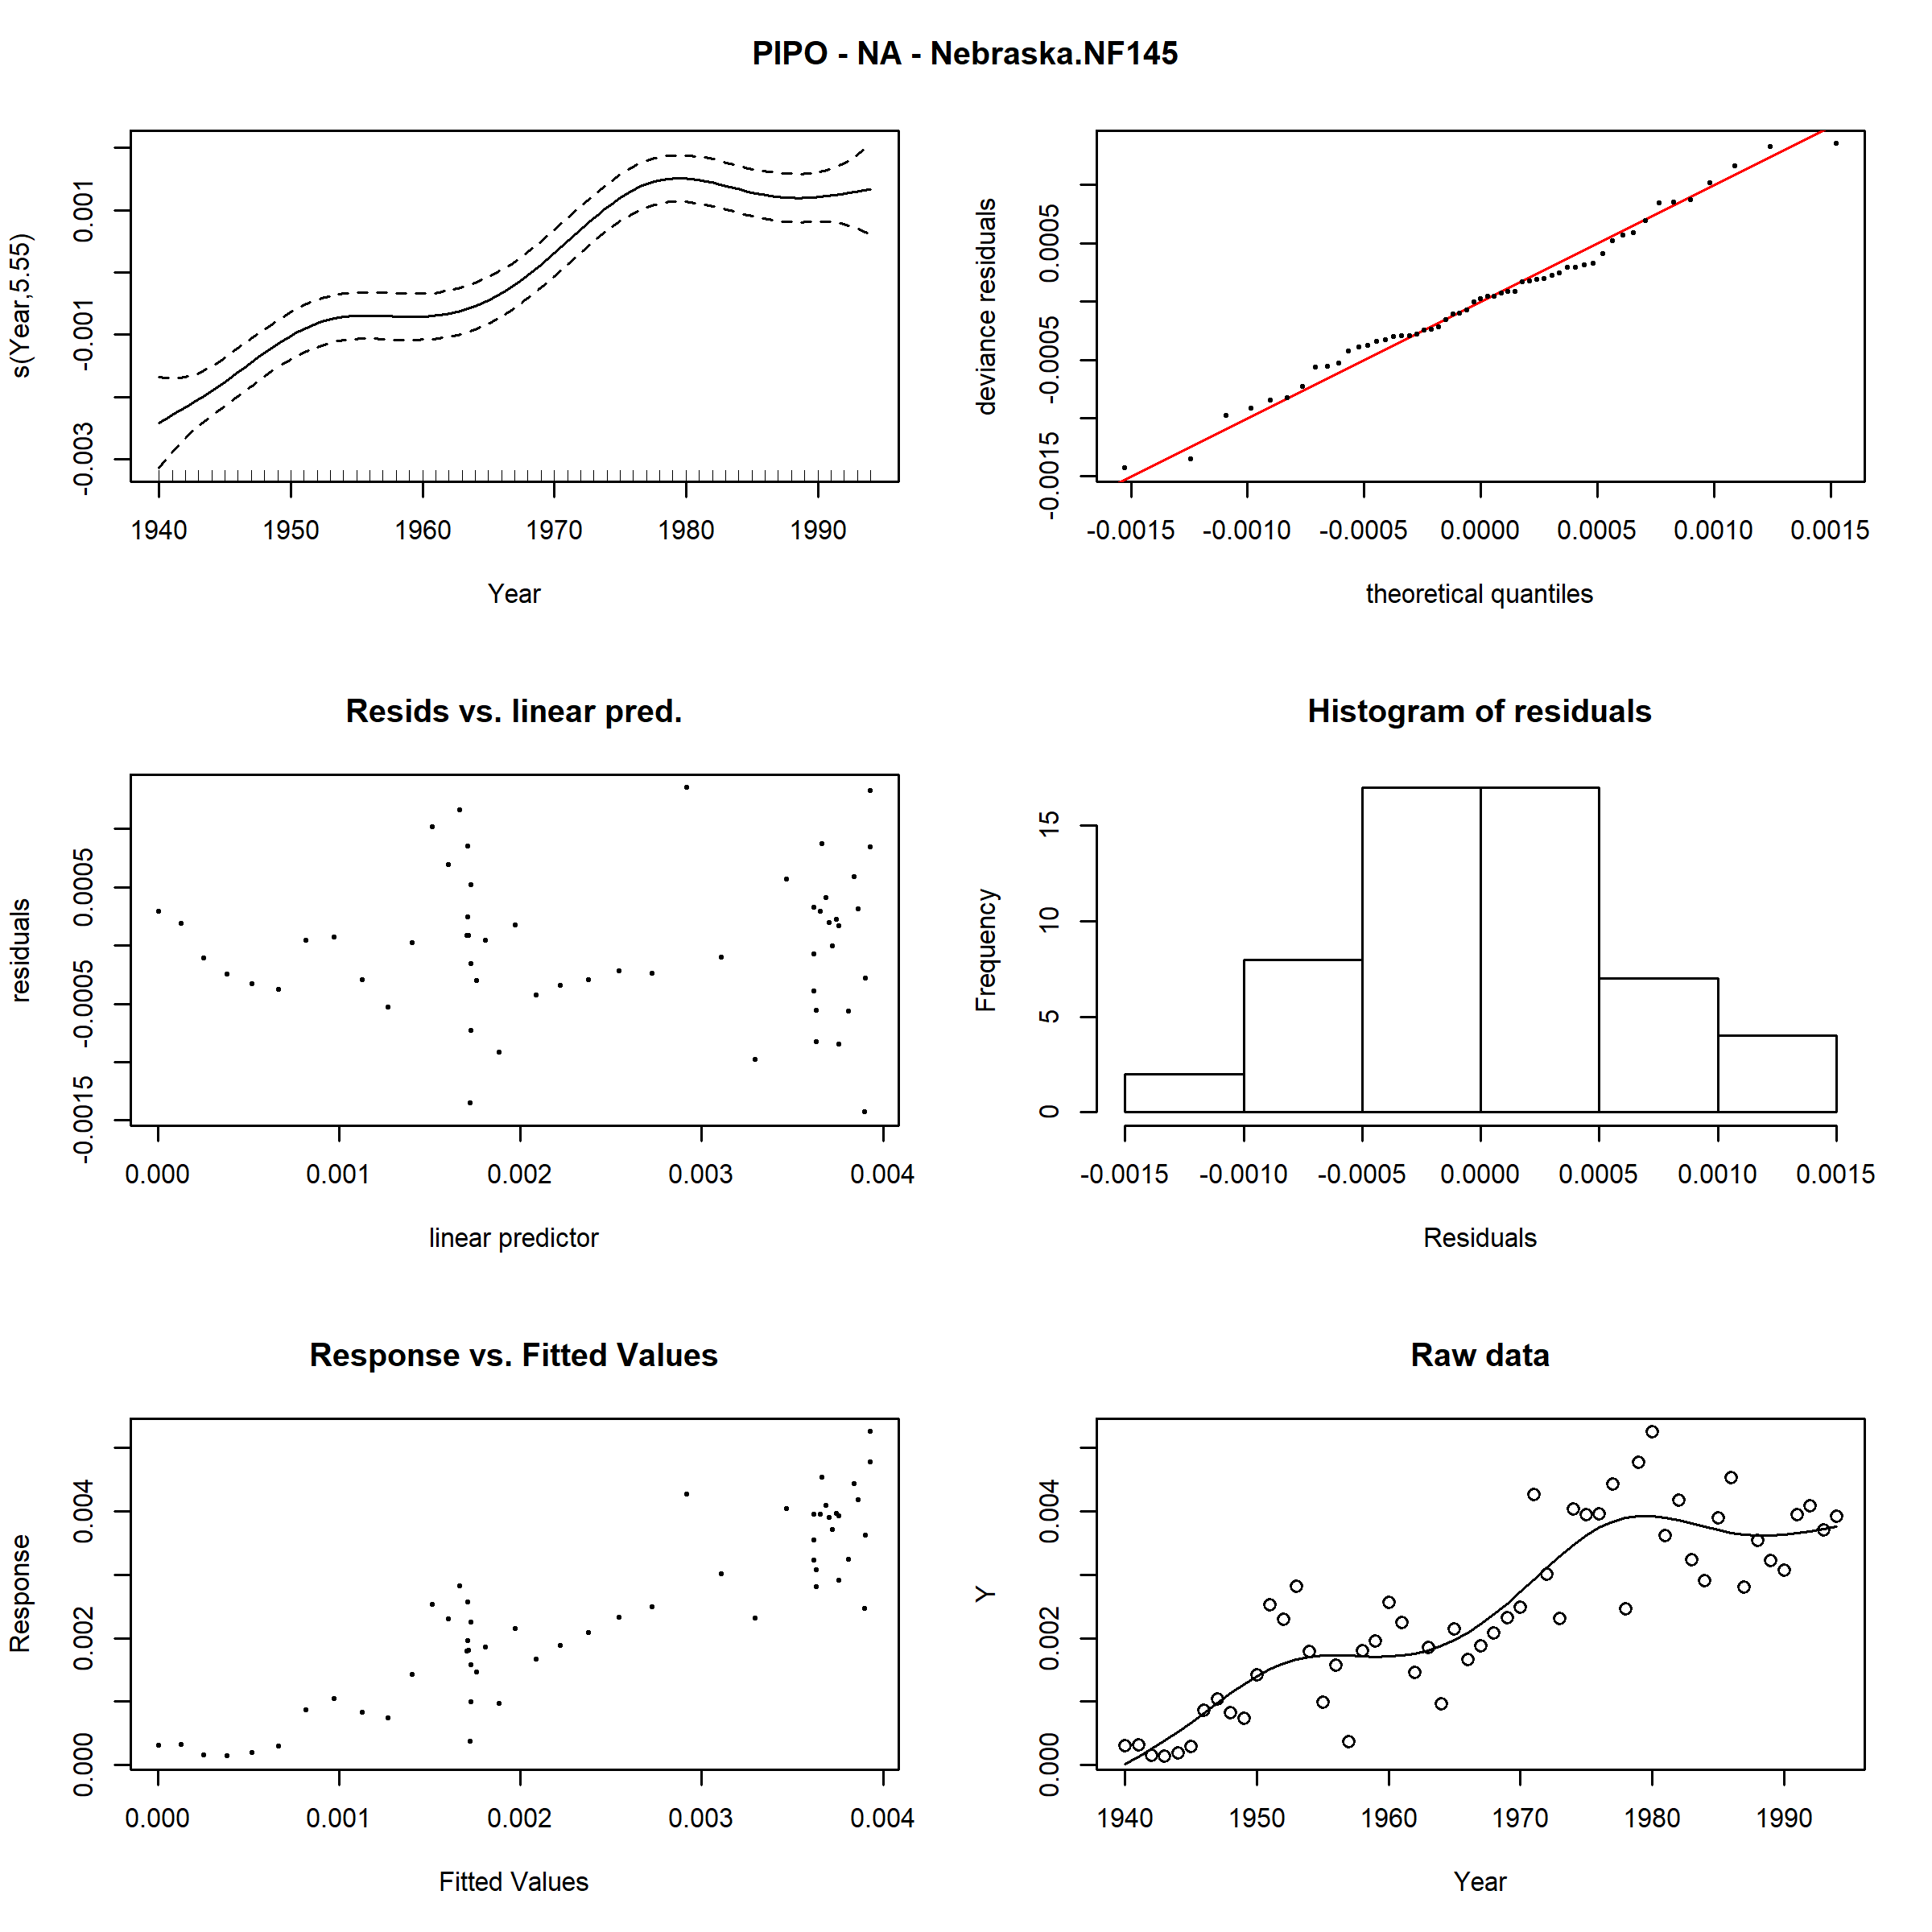 PIPO - NA - Nebraska.NF145
s(Year,5.55)
0.001
-0.001
-0.003
1940 1950 1960 1970 1980 1990
Year
deviance residuals
0.0005
-0.0005
-0.0015
-0.0015 -0.0010 -0.0005 0.0000 0.0005 0.0010 0.0015
theoretical quantiles
Resids vs. linear pred.
residuals
0.0005
-0.0005
-0.0015
0.000 0.001 0.002 0.003 0.004
linear predictor
Histogram of residuals
Frequency
15
10
5
0
-0.0015 -0.0010 -0.0005 0.0000 0.0005 0.0010 0.0015
Residuals
Response vs. Fitted Values
Response
0.004
0.002
0.000
0.000 0.001 0.002 0.003 0.004
Fitted Values
Raw data
Y
0.004
0.002
0.000
1940 1950 1960 1970 1980 1990
Year